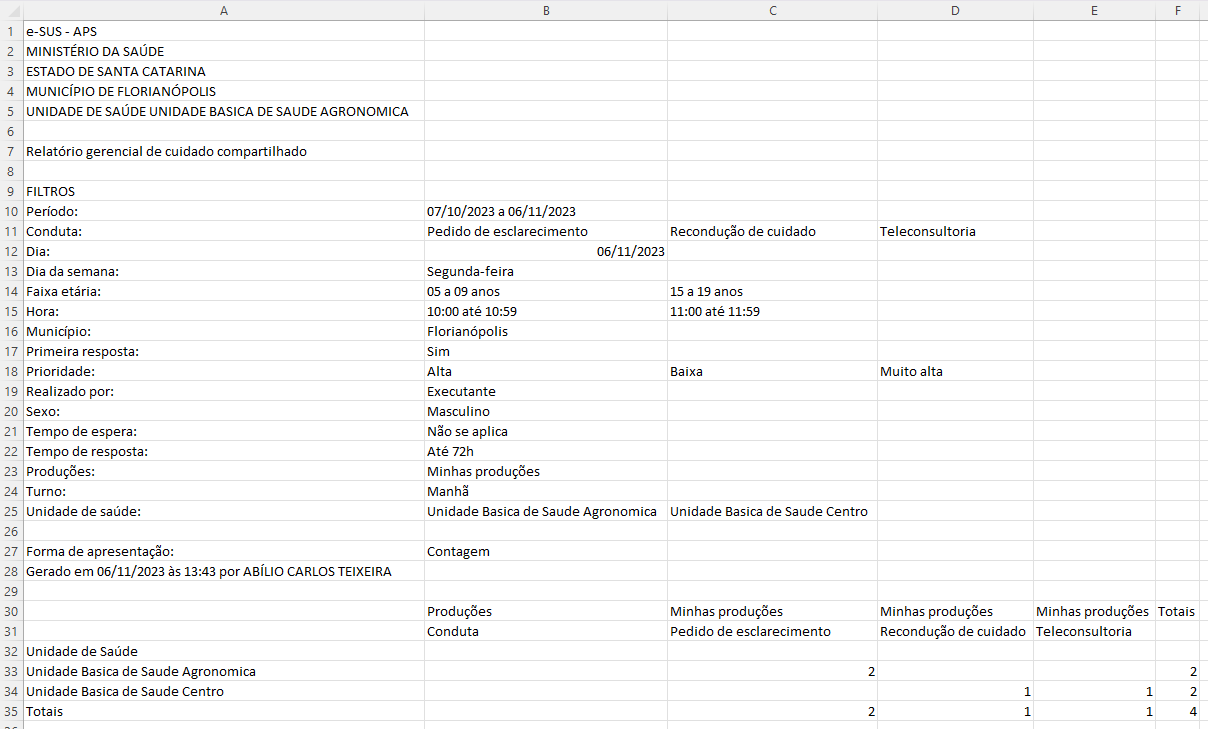 A B C D E F
1 e-SUS - APS
2 MINISTÉRIO DA SAÚDE
3 ESTADO DE SANTA CATARINA
4 MUNICÍPIO DE FLORIANÓPOLIS
5 UNIDADE DE SAÚDE UNIDADE BASICA DE SAUDE AGRONOMICA
6
7 Relatório gerencial de cuidado compartilhado
8
9 FILTROS
10 Período: 07/10/2023 a 06/11/2023
11 Conduta: Pedido de esclarecimento Recondução de cuidado Teleconsultoria
12 Dia: 06/11/2023
13 Dia da semana: Segunda-feira
14 Faixa etária: 05 a 09 anos 15 a 19 anos
15 Hora: 10:00 até 10:59 11:00 até 11:59
16 Município: Florianópolis
17 Primeira resposta: Sim
18 Prioridade: Alta Baixa Muito alta
19 Realizado por: Executante
20 Sexo: Masculino
21 Tempo de espera: Não se aplica
22 Tempo de resposta: Até 72h
23 Produções: Minhas produções
24 Turno: Manhã
25 Unidade de saúde: Unidade Basica de Saude Agronomica Unidade Basica de Saude Centro
26
27 Forma de apresentação: Contagem
28 Gerado em 06/11/2023 às 13:43 por ABÍLIO CARLOS TEIXEIRA
29
30 Produções Minhas produções Minhas produções Minhas produções Totais
31 Conduta Pedido de esclarecimento Recondução de cuidado Teleconsultoria
32 Unidade de Saúde
33 Unidade Basica de Saude Agronomica 2 2
34 Unidade Basica de Saude Centro 1 1 2
35 Totais 2 1 1 4